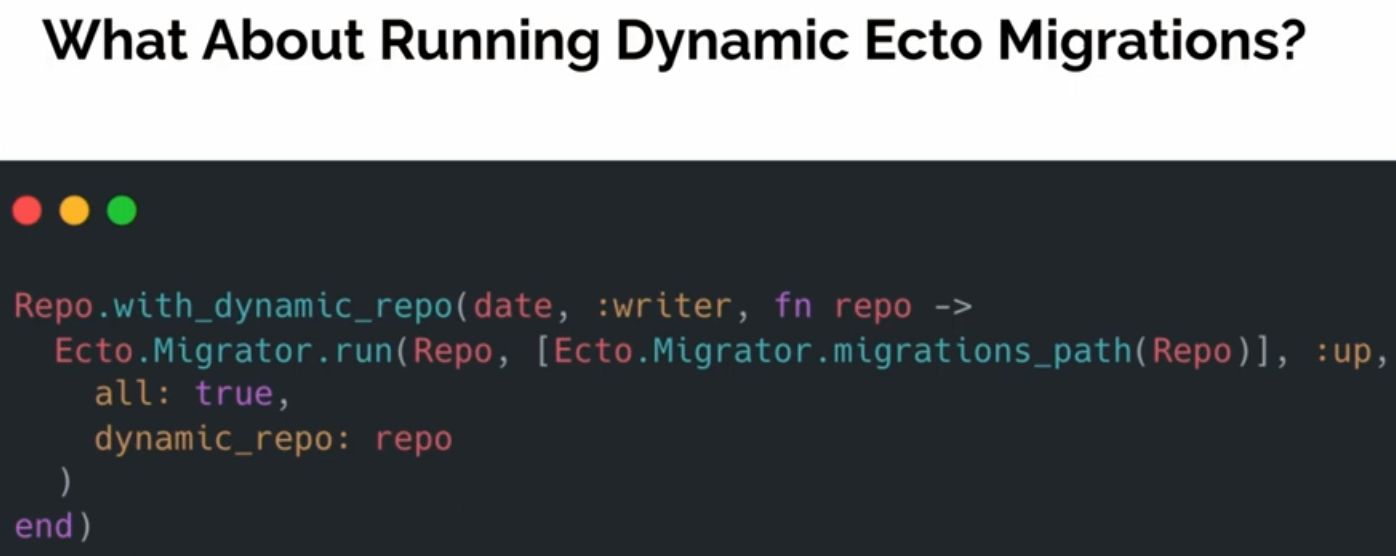 What About Running Dynamic Ecto Migrations?
Repo.with_dynamic_repo(date, :writer, fn repo ->
  Ecto.Migrator.run(Repo, [Ecto.Migrator.migrations_path(Repo)], :up,
    all: true,
    dynamic_repo: repo
  )
end)